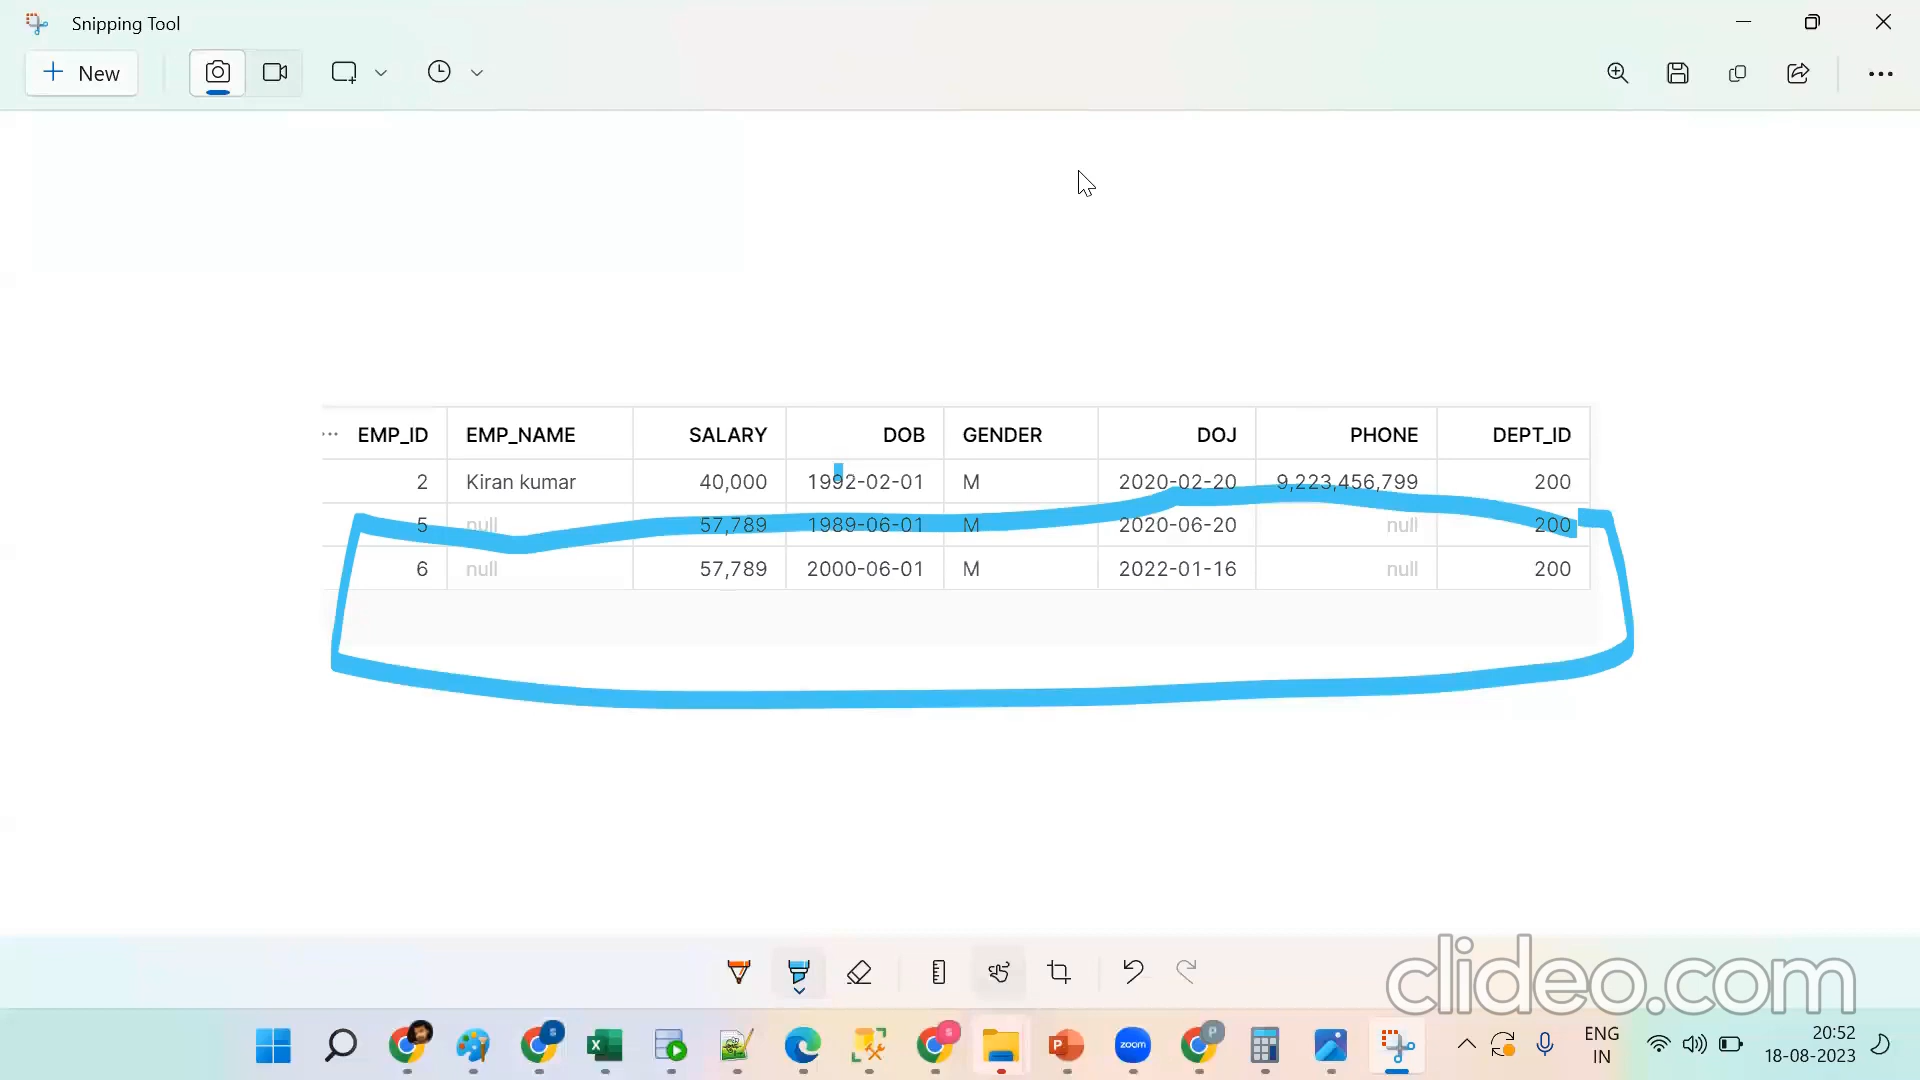 Snipping Tool
New
EMP_ID EMP_NAME SALARY DOB GENDER DOJ PHONE DEPT_ID
2 Kiran kumar 40,000 1992-02-01 M 2020-02-20 9,223,456,799 200
5 null 57,789 1989-06-01 M 2020-06-20 null 200
6 null 57,789 2000-06-01 M 2022-01-16 null 200
clideo.com
S S P zoom ENG 20:52
IN 18-08-2023